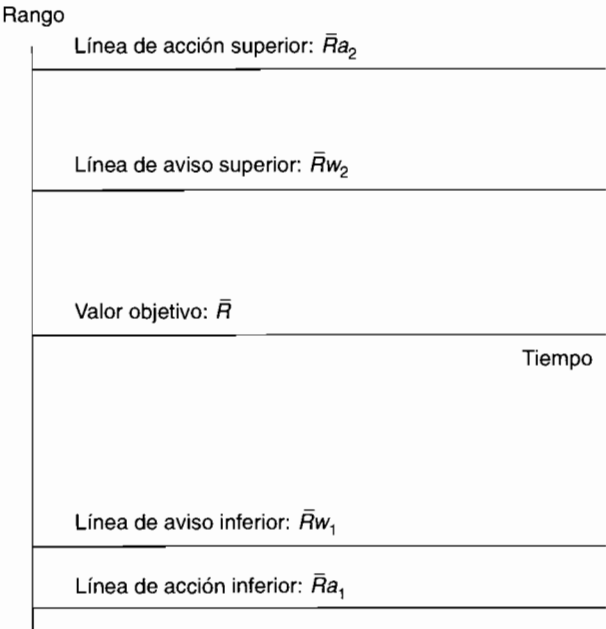 Rango
Línea de acción superior: R̄a₂
Línea de aviso superior: R̄w₂
Valor objetivo: R̄
Tiempo
Línea de aviso inferior: R̄w₁
Línea de acción inferior: R̄a₁